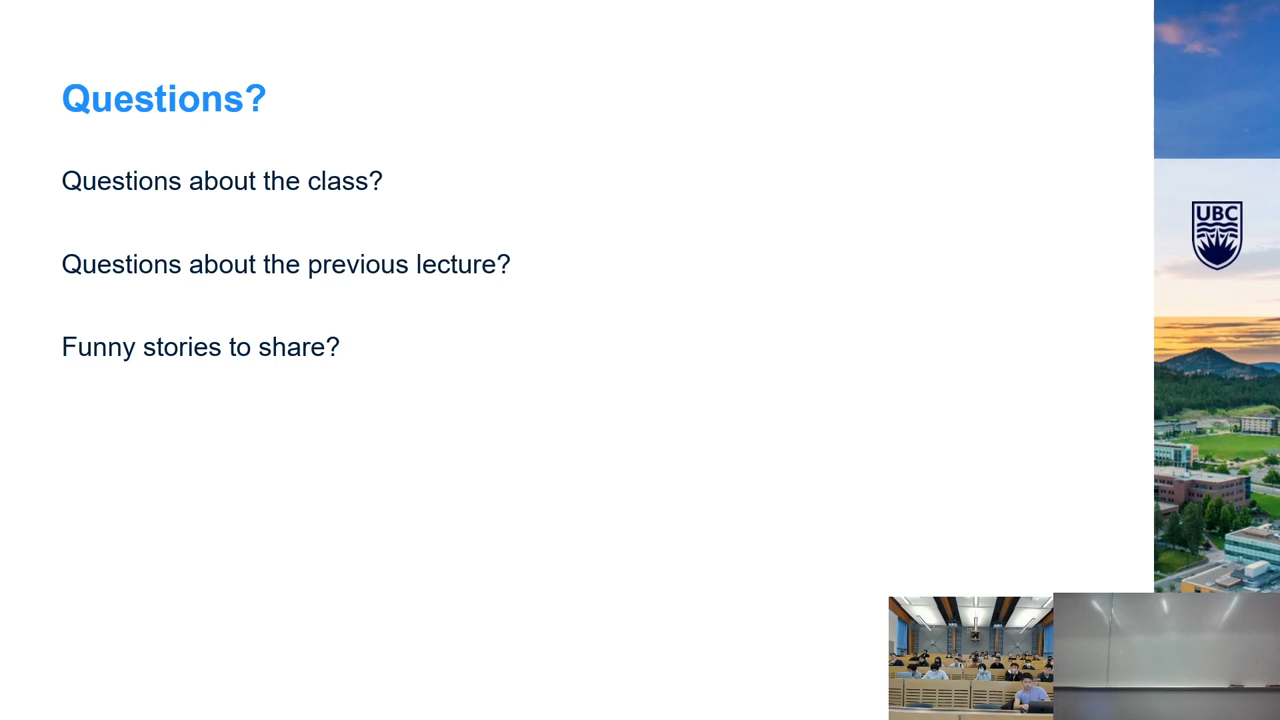 Questions?
Questions about the class?
Questions about the previous lecture?
Funny stories to share?
UBC